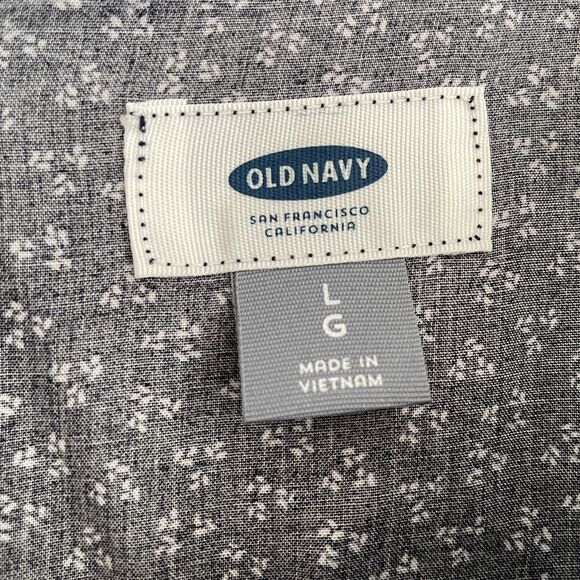 OLD NAVY
SAN FRANCISCO
CALIFORNIA
L
G
MADE IN
VIETNAM